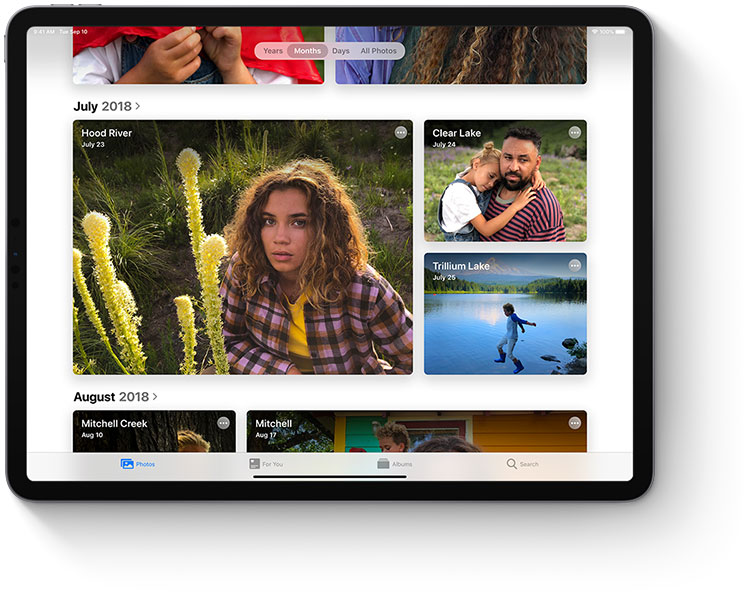 9:41 AM Tue Sep 10
100%
Years Months Days All Photos
July 2018 >
Hood River
July 23
Clear Lake
July 24
Trillium Lake
July 25
August 2018 >
Mitchell Creek
Aug 10
Mitchell
Aug 17
Photos For You Albums Search